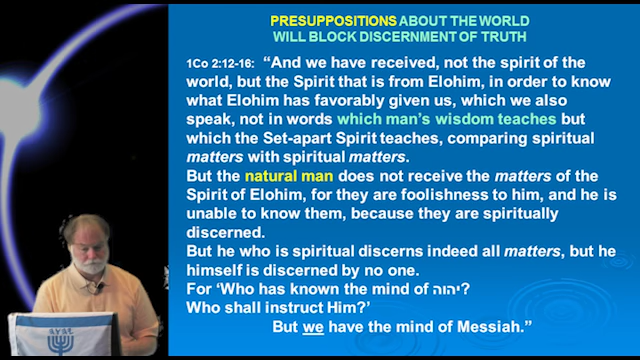 PRESUPPOSITIONS ABOUT THE WORLD
WILL BLOCK DISCERNMENT OF TRUTH
1Co 2:12-16: “And we have received, not the spirit of the
world, but the Spirit that is from Elohim, in order to know
what Elohim has favorably given us, which we also
speak, not in words which man’s wisdom teaches but
which the Set-apart Spirit teaches, comparing spiritual
matters with spiritual matters.
But the natural man does not receive the matters of the
Spirit of Elohim, for they are foolishness to him, and he is
unable to know them, because they are spiritually
discerned.
But he who is spiritual discerns indeed all matters, but he
himself is discerned by no one.
For ‘Who has known the mind of יהוה?
Who shall instruct Him?’
But we have the mind of Messiah.”